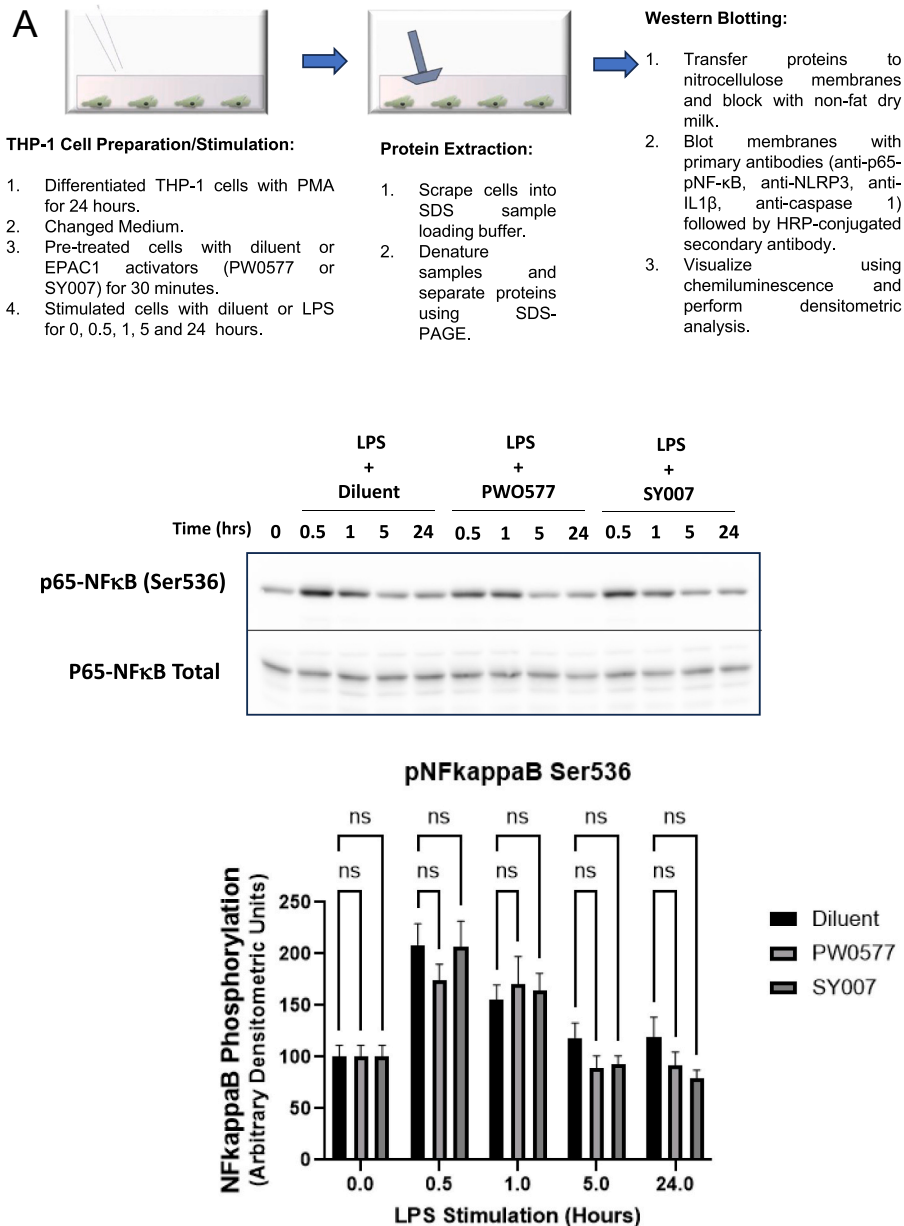 A
THP-1 Cell Preparation/Stimulation:
1. Differentiated THP-1 cells with PMA
for 24 hours.
2. Changed Medium.
3. Pre-treated cells with diluent or
EPAC1 activators (PW0577 or
SY007) for 30 minutes.
4. Stimulated cells with diluent or LPS
for 0, 0.5, 1, 5 and 24 hours.
Protein Extraction:
1. Scrape cells into
SDS sample
loading buffer.
2. Denature
samples and
separate proteins
using SDS-
PAGE.
Western Blotting:
1. Transfer proteins to
nitrocellulose membranes
and block with non-fat dry
milk.
2. Blot membranes with
primary antibodies (anti-p65-
pNF-κB, anti-NLRP3, anti-
IL1β, anti-caspase 1)
followed by HRP-conjugated
secondary antibody.
3. Visualize using
chemiluminescence and
perform densitometric
analysis.
LPS
+
Diluent
LPS
+
PWO577
LPS
+
SY007
Time (hrs) 0 0.5 1 5 24 0.5 1 5 24 0.5 1 5 24
p65-NFκB (Ser536)
P65-NFκB Total
pNFkappaB Ser536
ns ns ns ns ns
ns ns ns ns ns
NFkappaB Phosphorylation
(Arbitrary Densitometric Units)
250
200
150
100
50
0
0.0 0.5 1.0 5.0 24.0
LPS Stimulation (Hours)
Diluent
PW0577
SY007